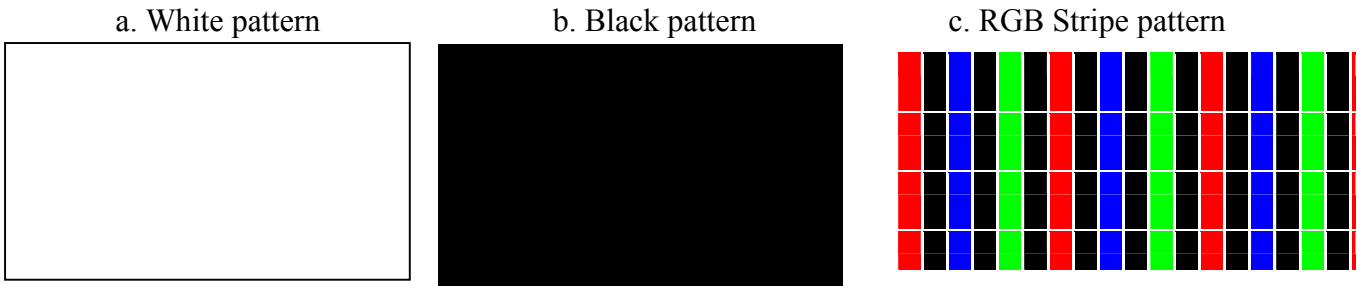 a. White pattern
b. Black pattern
c. RGB Stripe pattern